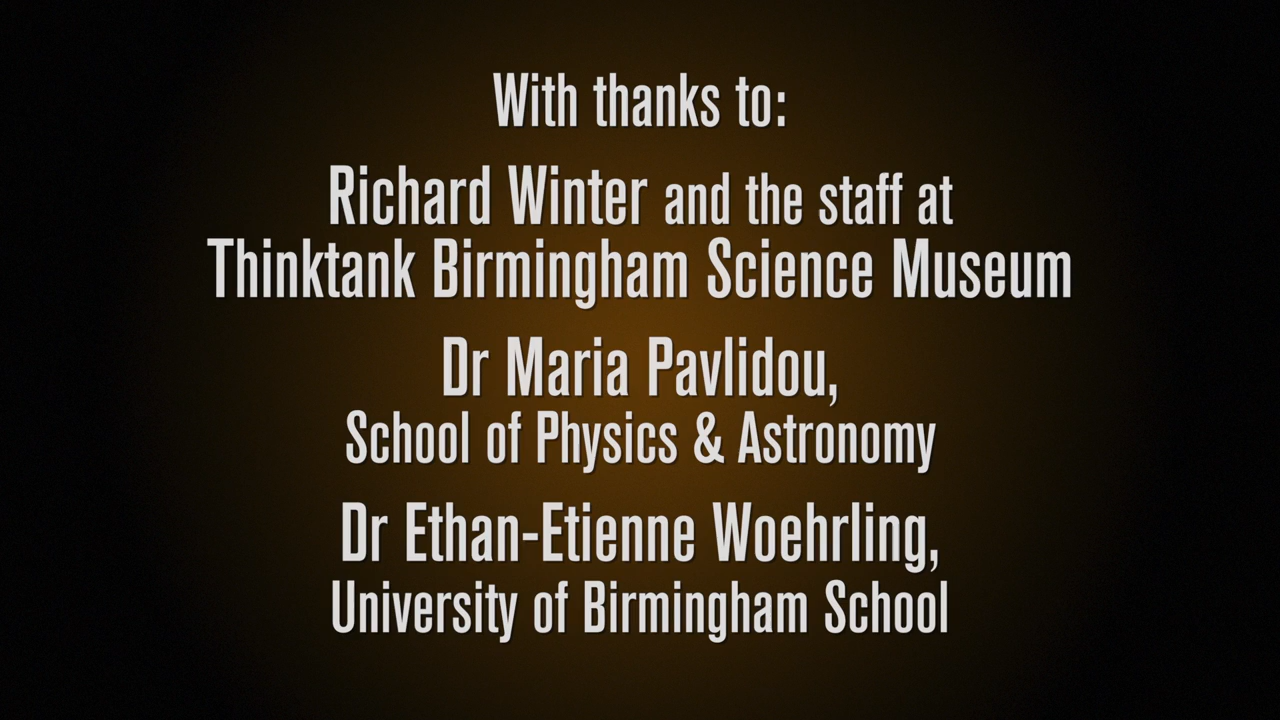 With thanks to:
Richard Winter and the staff at
Thinktank Birmingham Science Museum
Dr Maria Pavlidou,
School of Physics & Astronomy
Dr Ethan-Etienne Woehrling,
University of Birmingham School